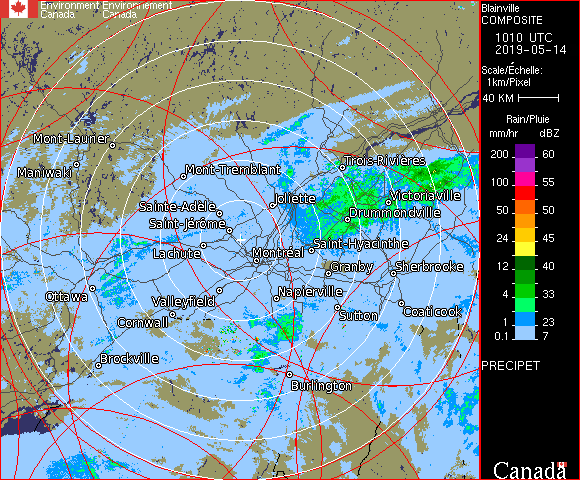 Environment Environnement
Canada Canada
Blainville
COMPOSITE
1010 UTC
2019-05-14
Scale/Échelle:
1km/Pixel
40 KM
Rain/Pluie
mm/hr dBZ
200 60
100 55
50 50
24 45
12 40
4 33
1 23
0.1 7
PRECIPET
Canada
Mont-Laurier
Maniwaki
Mont-Tremblant
Trois-Rivières
Sainte-Adèle
Joliette
Victoriaville
Saint-Jérôme
Drummondville
Lachute
Montréal
Saint-Hyacinthe
Granby
Sherbrooke
Ottawa
Valleyfield
Napierville
Cornwall
Sutton
Coaticook
Brockville
Burlington